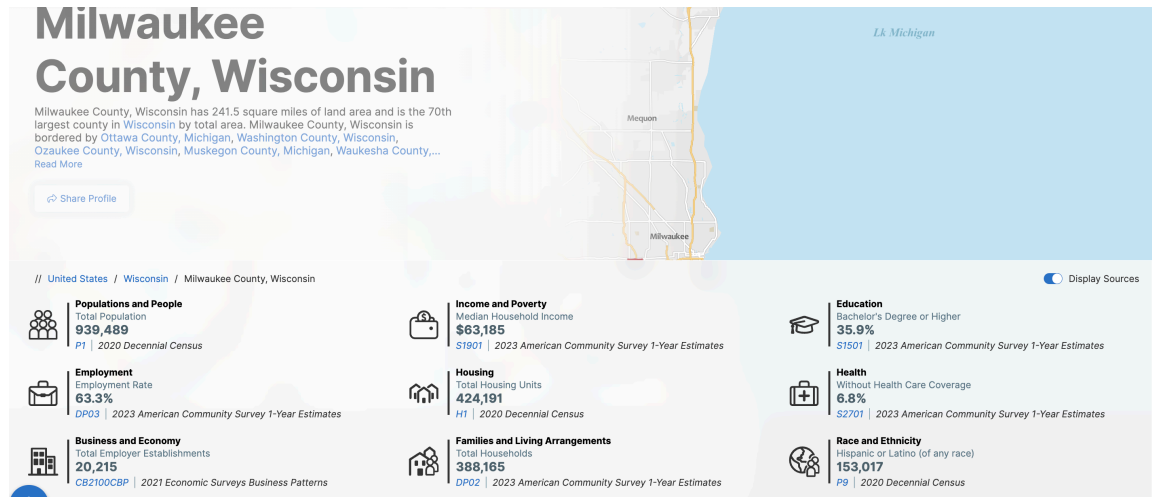 Milwaukee
County, Wisconsin
Milwaukee County, Wisconsin has 241.5 square miles of land area and is the 70th
largest county in Wisconsin by total area. Milwaukee County, Wisconsin is
bordered by Ottawa County, Michigan, Washington County, Wisconsin,
Ozaukee County, Wisconsin, Muskegon County, Michigan, Waukesha County,...
Read More
Share Profile
Lk Michigan
Mequon
Milwaukee
// United States / Wisconsin / Milwaukee County, Wisconsin
Display Sources
Populations and People
Total Population
939,489
P1 | 2020 Decennial Census
Income and Poverty
Median Household Income
$63,185
S1901 | 2023 American Community Survey 1-Year Estimates
Education
Bachelor's Degree or Higher
35.9%
S1501 | 2023 American Community Survey 1-Year Estimates
Employment
Employment Rate
63.3%
DP03 | 2023 American Community Survey 1-Year Estimates
Housing
Total Housing Units
424,191
H1 | 2020 Decennial Census
Health
Without Health Care Coverage
6.8%
S2701 | 2023 American Community Survey 1-Year Estimates
Business and Economy
Total Employer Establishments
20,215
CB2100CBP | 2021 Economic Surveys Business Patterns
Families and Living Arrangements
Total Households
388,165
DP02 | 2023 American Community Survey 1-Year Estimates
Race and Ethnicity
Hispanic or Latino (of any race)
153,017
P9 | 2020 Decennial Census